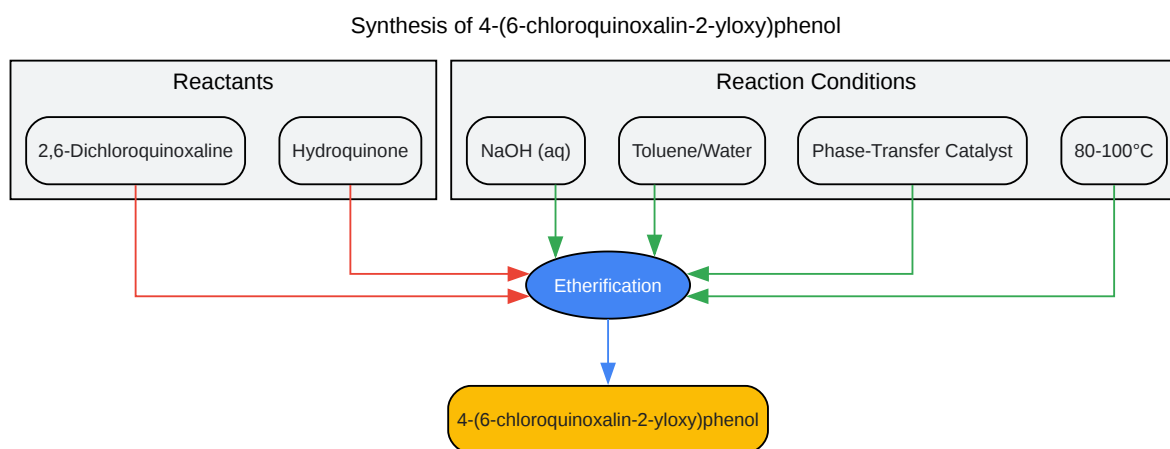 Synthesis of 4-(6-chloroquinoxalin-2-yloxy)phenol
Reactants
Reaction Conditions
2,6-Dichloroquinoxaline
Hydroquinone
NaOH (aq)
Toluene/Water
Phase-Transfer Catalyst
80-100°C
Etherification
4-(6-chloroquinoxalin-2-yloxy)phenol